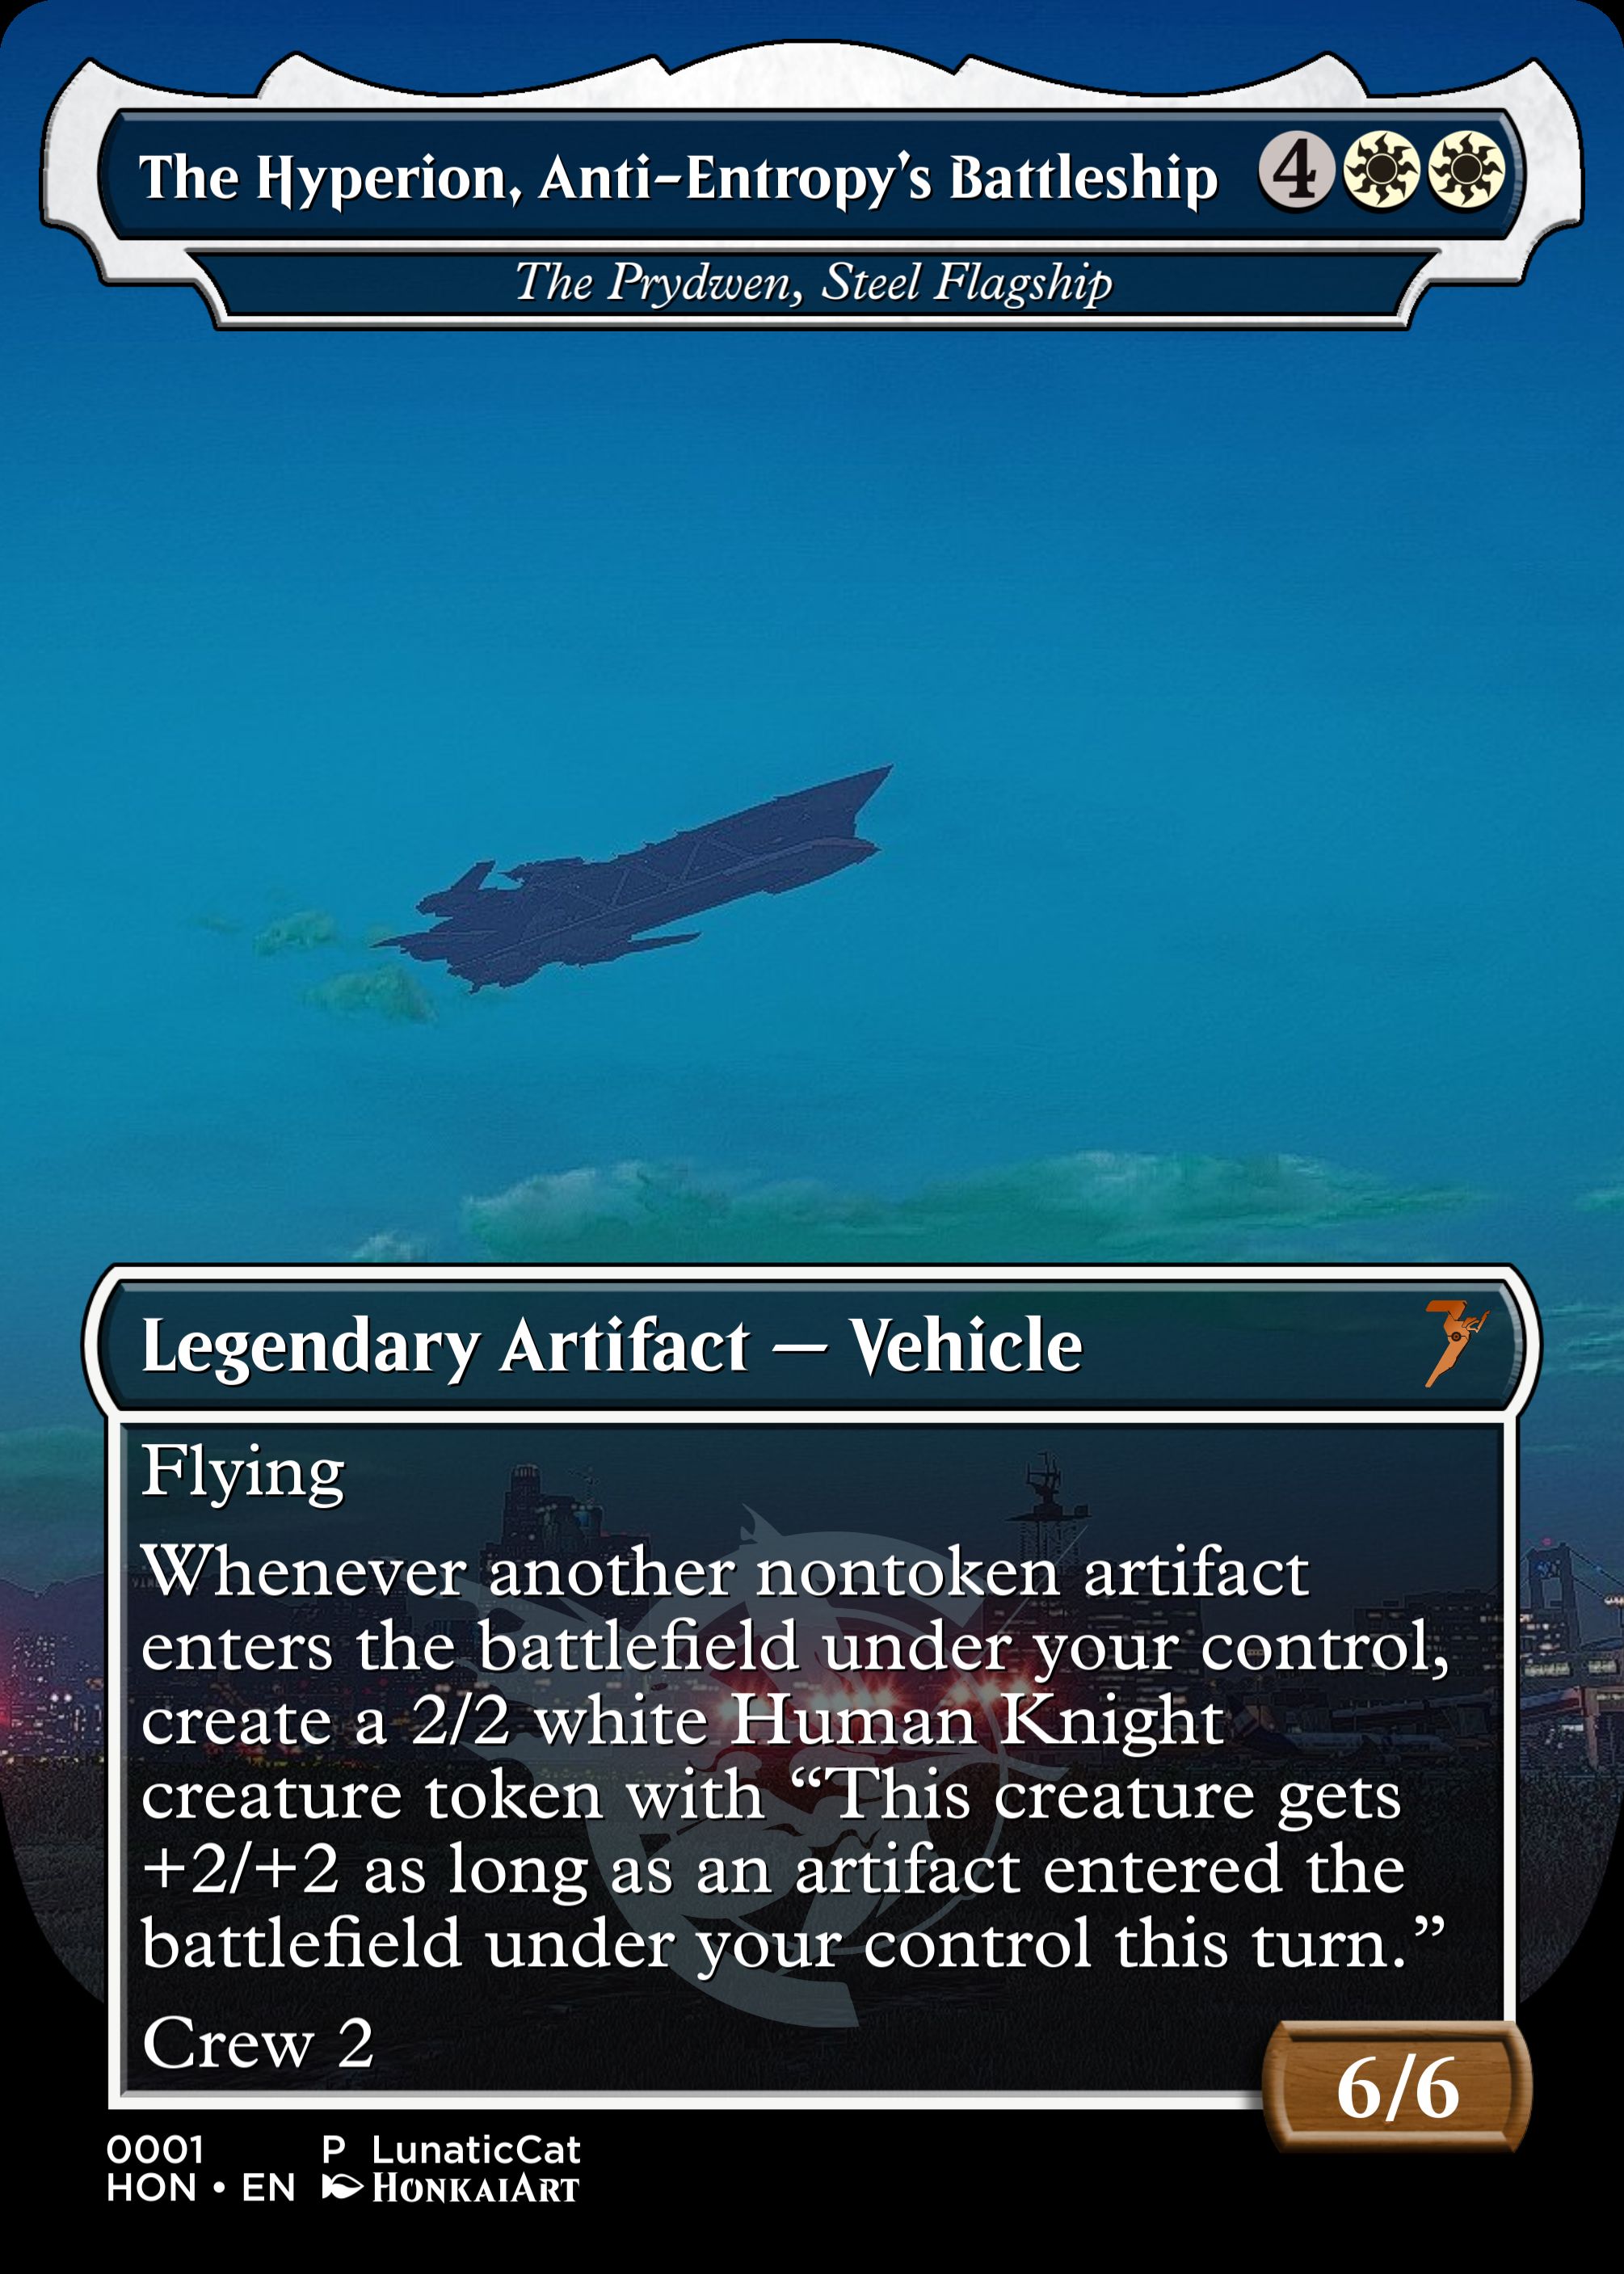 The Hyperion, Anti-Entropy's Battleship 4
The Prydwen, Steel Flagship
Legendary Artifact — Vehicle
Flying
Whenever another nontoken artifact
enters the battlefield under your control,
create a 2/2 white Human Knight
creature token with “This creature gets
+2/+2 as long as an artifact entered the
battlefield under your control this turn.”
Crew 2
6/6
0001 P LunaticCat
HON • EN HonkaiArt